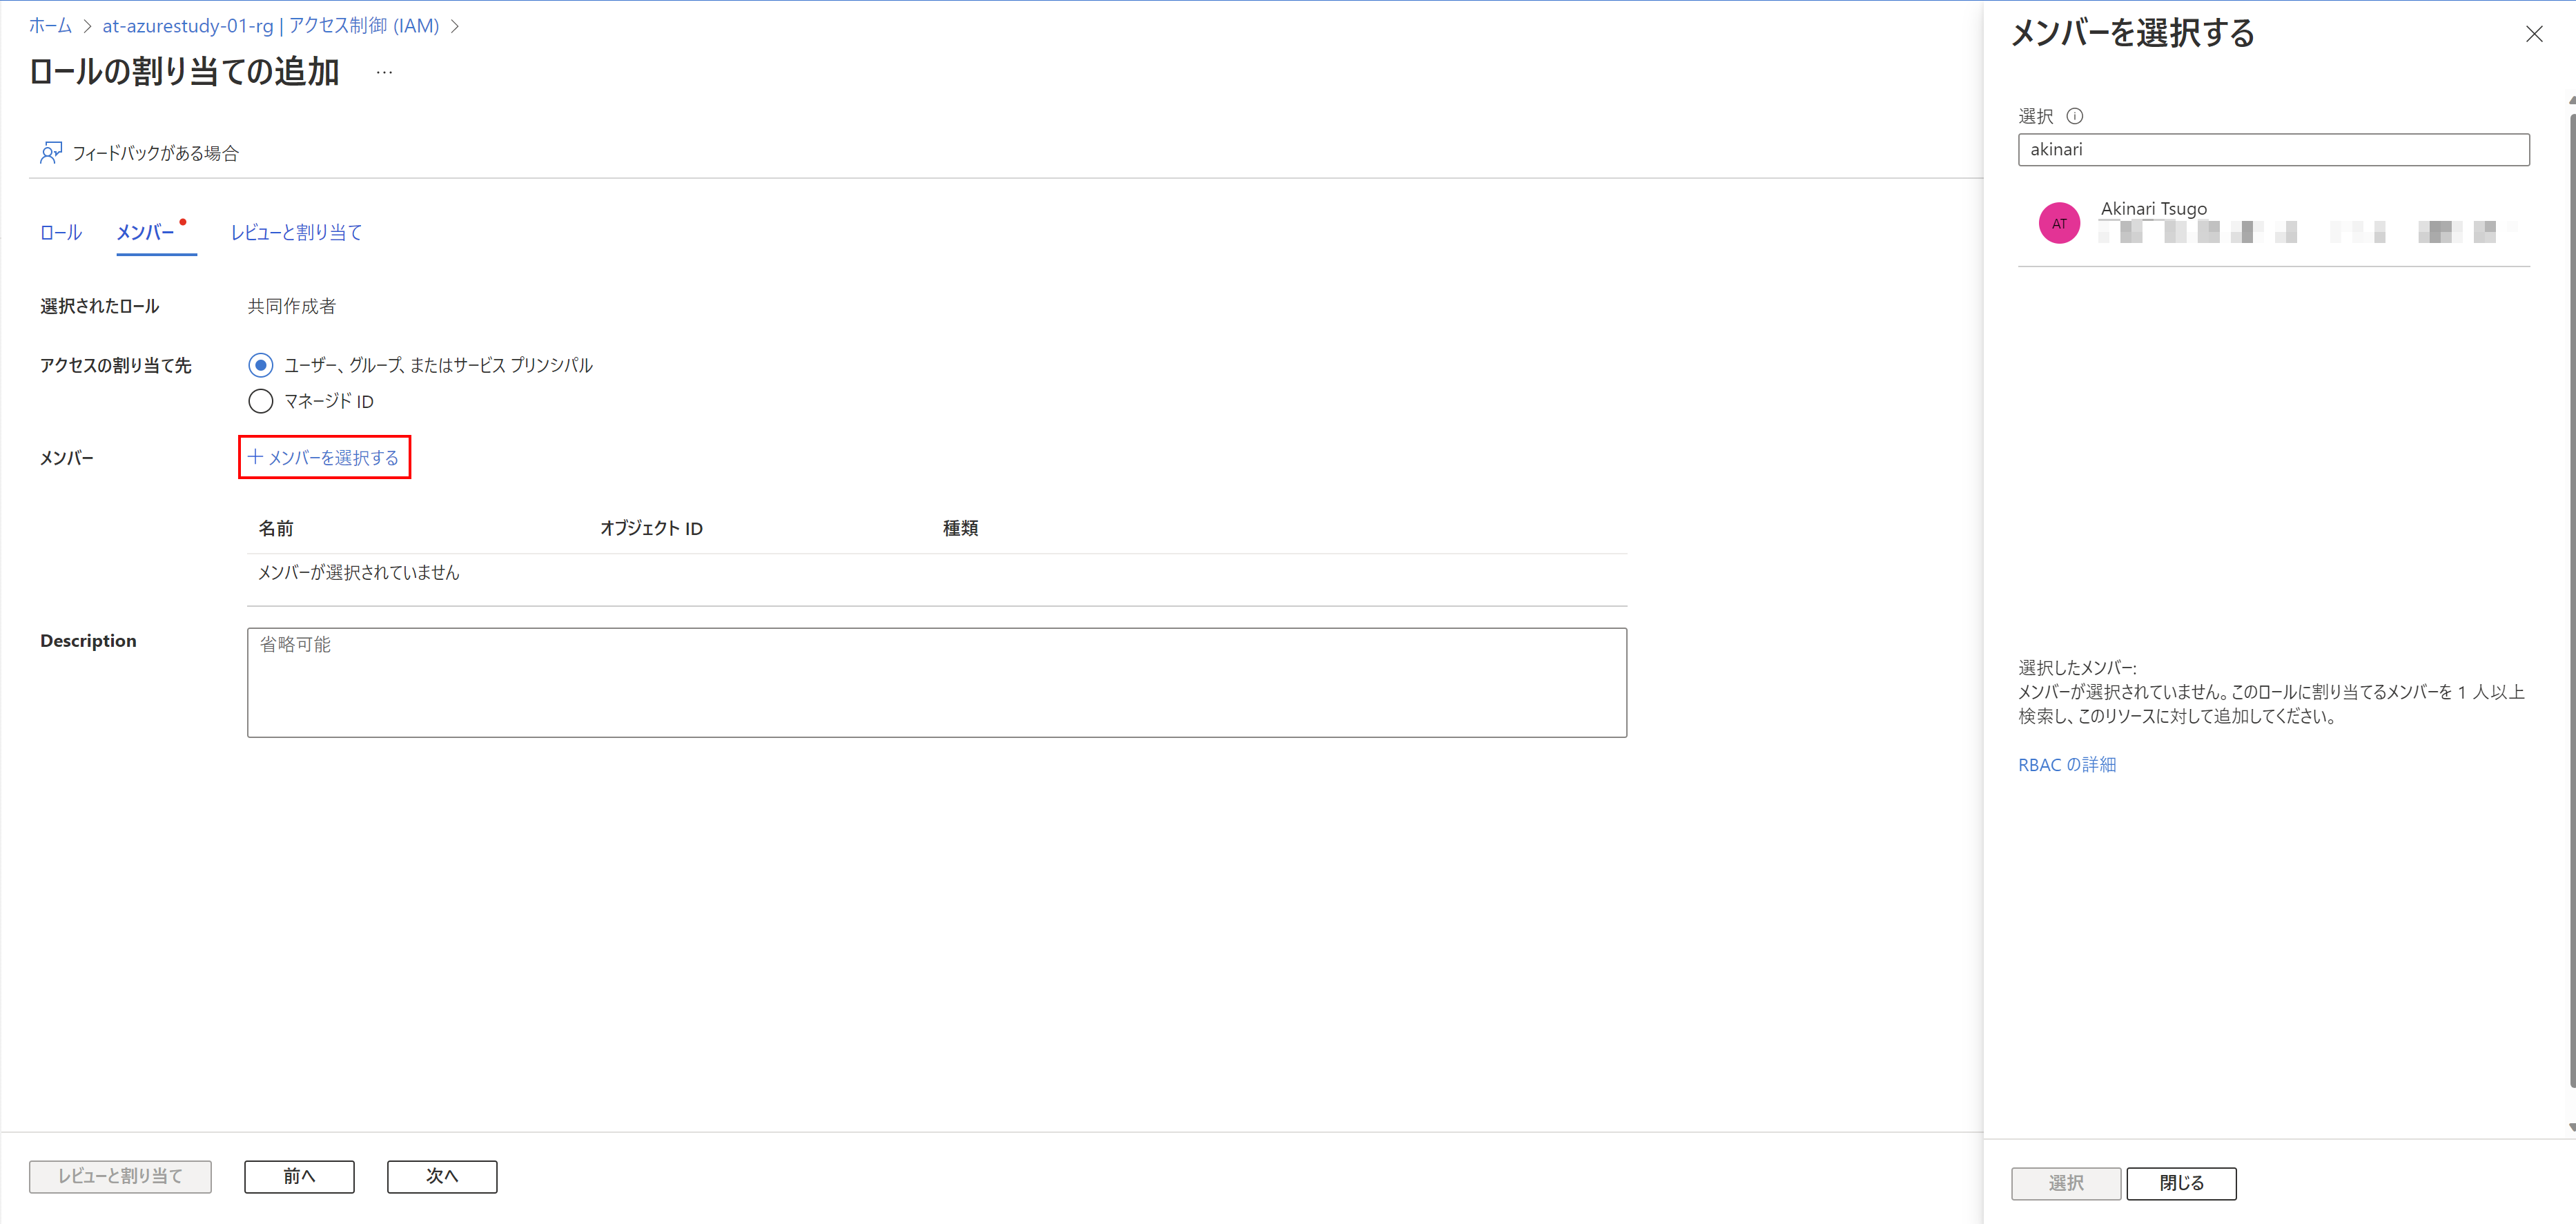 ホーム > at-azurestudy-01-rg | アクセス制御 (IAM) >
ロールの割り当ての追加 …
フィードバックがある場合
ロール メンバー レビューと割り当て
選択されたロール 共同作成者
アクセスの割り当て先 ユーザー、グループ、またはサービス プリンシパル
マネージド ID
メンバー + メンバーを選択する
名前 オブジェクト ID 種類
メンバーが選択されていません
Description 省略可能
レビューと割り当て 前へ 次へ
メンバーを選択する
選択
akinari
AT Akinari Tsugo
選択したメンバー:
メンバーが選択されていません。このロールに割り当てるメンバーを 1 人以上
検索し、このリソースに対して追加してください。
RBAC の詳細
選択 閉じる